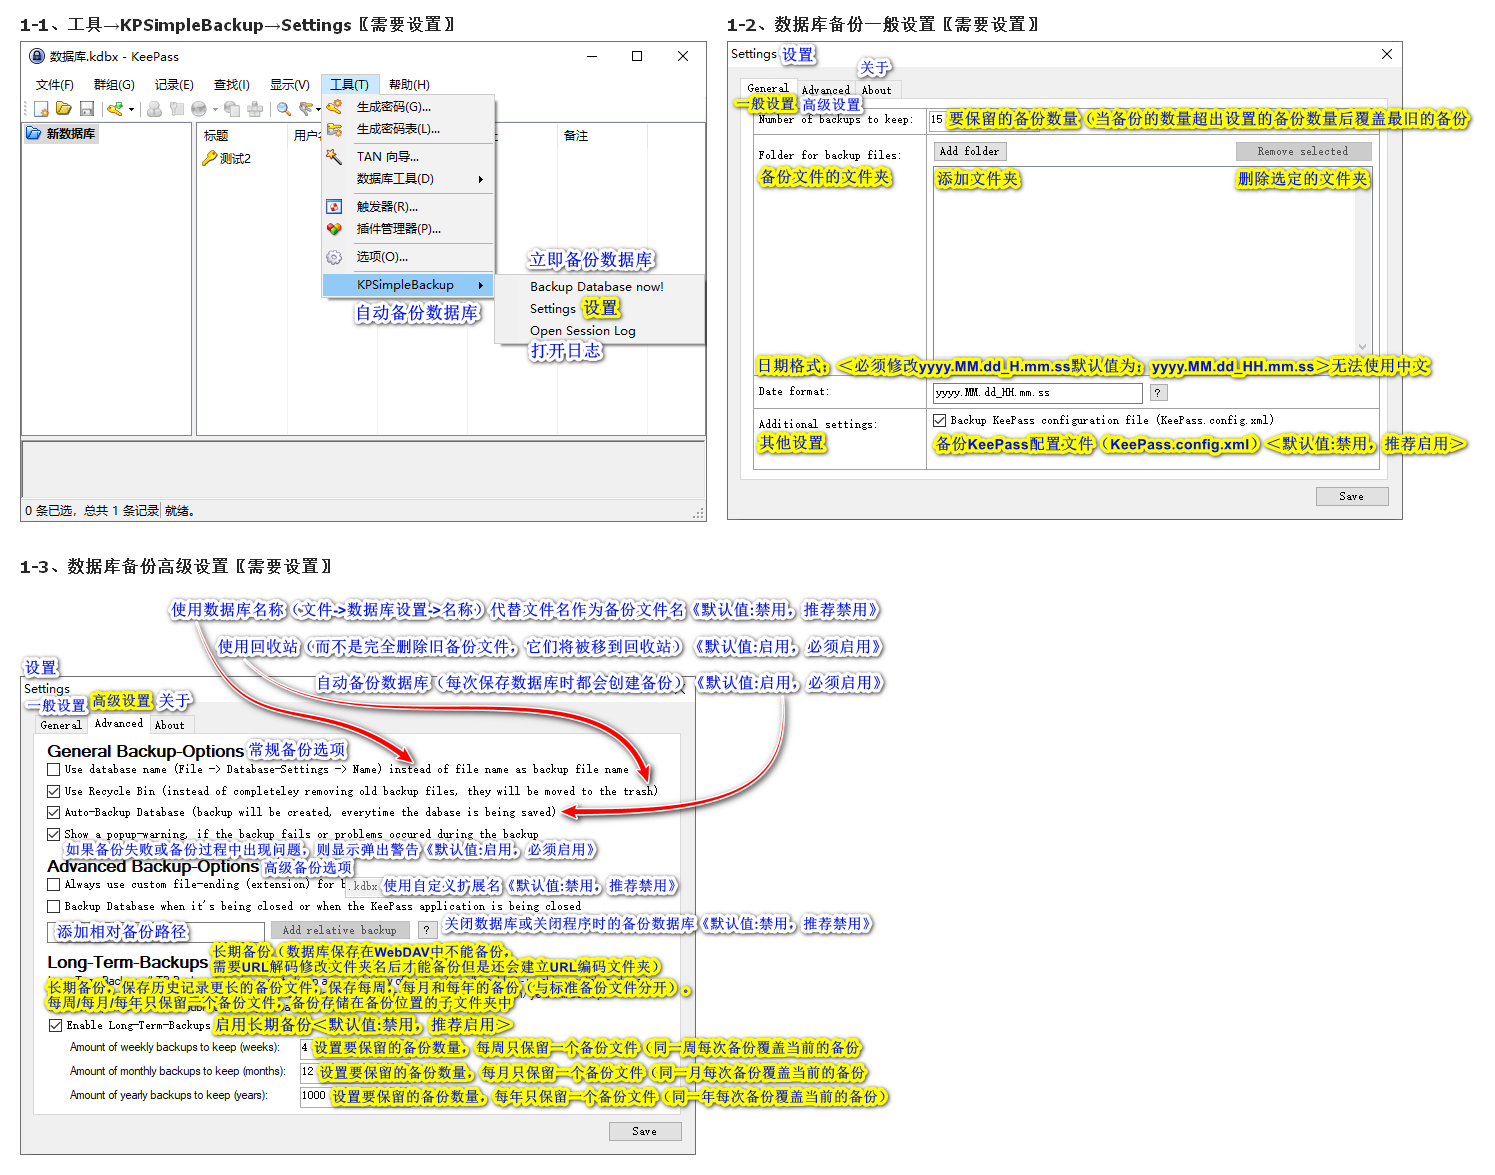 1-1、工具→KPSimpleBackup→Settings〖需要设置〗
数据库.kdbx - KeePass
文件(F) 群组(G) 记录(E) 查找(I) 显示(V) 工具(T) 帮助(H)
新数据库
标题
备注
测试2
生成密码(G)...
生成密码表(L)...
TAN 向导...
数据库工具(D)
触发器(R)...
插件管理器(P)...
选项(O)...
KPSimpleBackup
自动备份数据库
立即备份数据库
Backup Database now!
Settings 设置
Open Session Log
打开日志
0 条已选，总共 1 条记录 就绪。
1-2、数据库备份一般设置〖需要设置〗
Settings 设置
关于
General Advanced About
一般设置 高级设置
Number of backups to keep: 15 要保留的备份数量（当备份的数量超出设置的备份数量后覆盖最旧的备份
Folder for backup files: Add folder Remove selected
备份文件的文件夹 添加文件夹 删除选定的文件夹
日期格式：＜必须修改yyyy.MM.dd_H.mm.ss默认值为：yyyy.MM.dd_HH.mm.ss＞无法使用中文
Date format: yyyy.MM.dd_HH.mm.ss ?
Additional settings: Backup KeePass configuration file (KeePass.config.xml)
其他设置 备份KeePass配置文件（KeePass.config.xml）＜默认值:禁用，推荐启用＞
Save
1-3、数据库备份高级设置〖需要设置〗
使用数据库名称（文件->数据库设置->名称）代替文件名作为备份文件名《默认值:禁用，推荐禁用》
使用回收站（而不是完全删除旧备份文件，它们将被移到回收站）《默认值:启用，必须启用》
自动备份数据库（每次保存数据库时都会创建备份）《默认值:启用，必须启用》
设置
Settings
一般设置 高级设置 关于
General Advanced About
General Backup-Options 常规备份选项
Use database name (File -> Database-Settings -> Name) instead of file name as backup file name
Use Recycle Bin (instead of completeley removing old backup files, they will be moved to the trash)
Auto-Backup Database (backup will be created, everytime the dabase is being saved)
Show a popup-warning, if the backup fails or problems occured during the backup
如果备份失败或备份过程中出现问题，则显示弹出警告《默认值:启用，必须启用》
Advanced Backup-Options 高级备份选项
Always use custom file-ending (extension) for .kdbx 使用自定义扩展名《默认值:禁用，推荐禁用》
Backup Database when it's being closed or when the KeePass application is being closed
添加相对备份路径 Add relative backup ? 关闭数据库或关闭程序时的备份数据库《默认值:禁用，推荐禁用》
Long-Term-Backups 长期备份（数据库保存在WebDAV中不能备份，
需要URL解码修改文件夹名后才能备份但是还会建立URL编码文件夹）
长期备份，保存历史记录更长的备份文件，保存每周，每月和每年的备份（与标准备份文件分开）。
每周/每月/每年只保留一个备份文件，备份存储在备份位置的子文件夹中
Enable Long-Term-Backups 启用长期备份＜默认值:禁用，推荐启用＞
Amount of weekly backups to keep (weeks): 4 设置要保留的备份数量，每周只保留一个备份文件（同一周每次备份覆盖当前的备份
Amount of monthly backups to keep (months): 12 设置要保留的备份数量，每月只保留一个备份文件（同一月每次备份覆盖当前的备份
Amount of yearly backups to keep (years): 1000 设置要保留的备份数量，每年只保留一个备份文件（同一年每次备份覆盖当前的备份）
Save